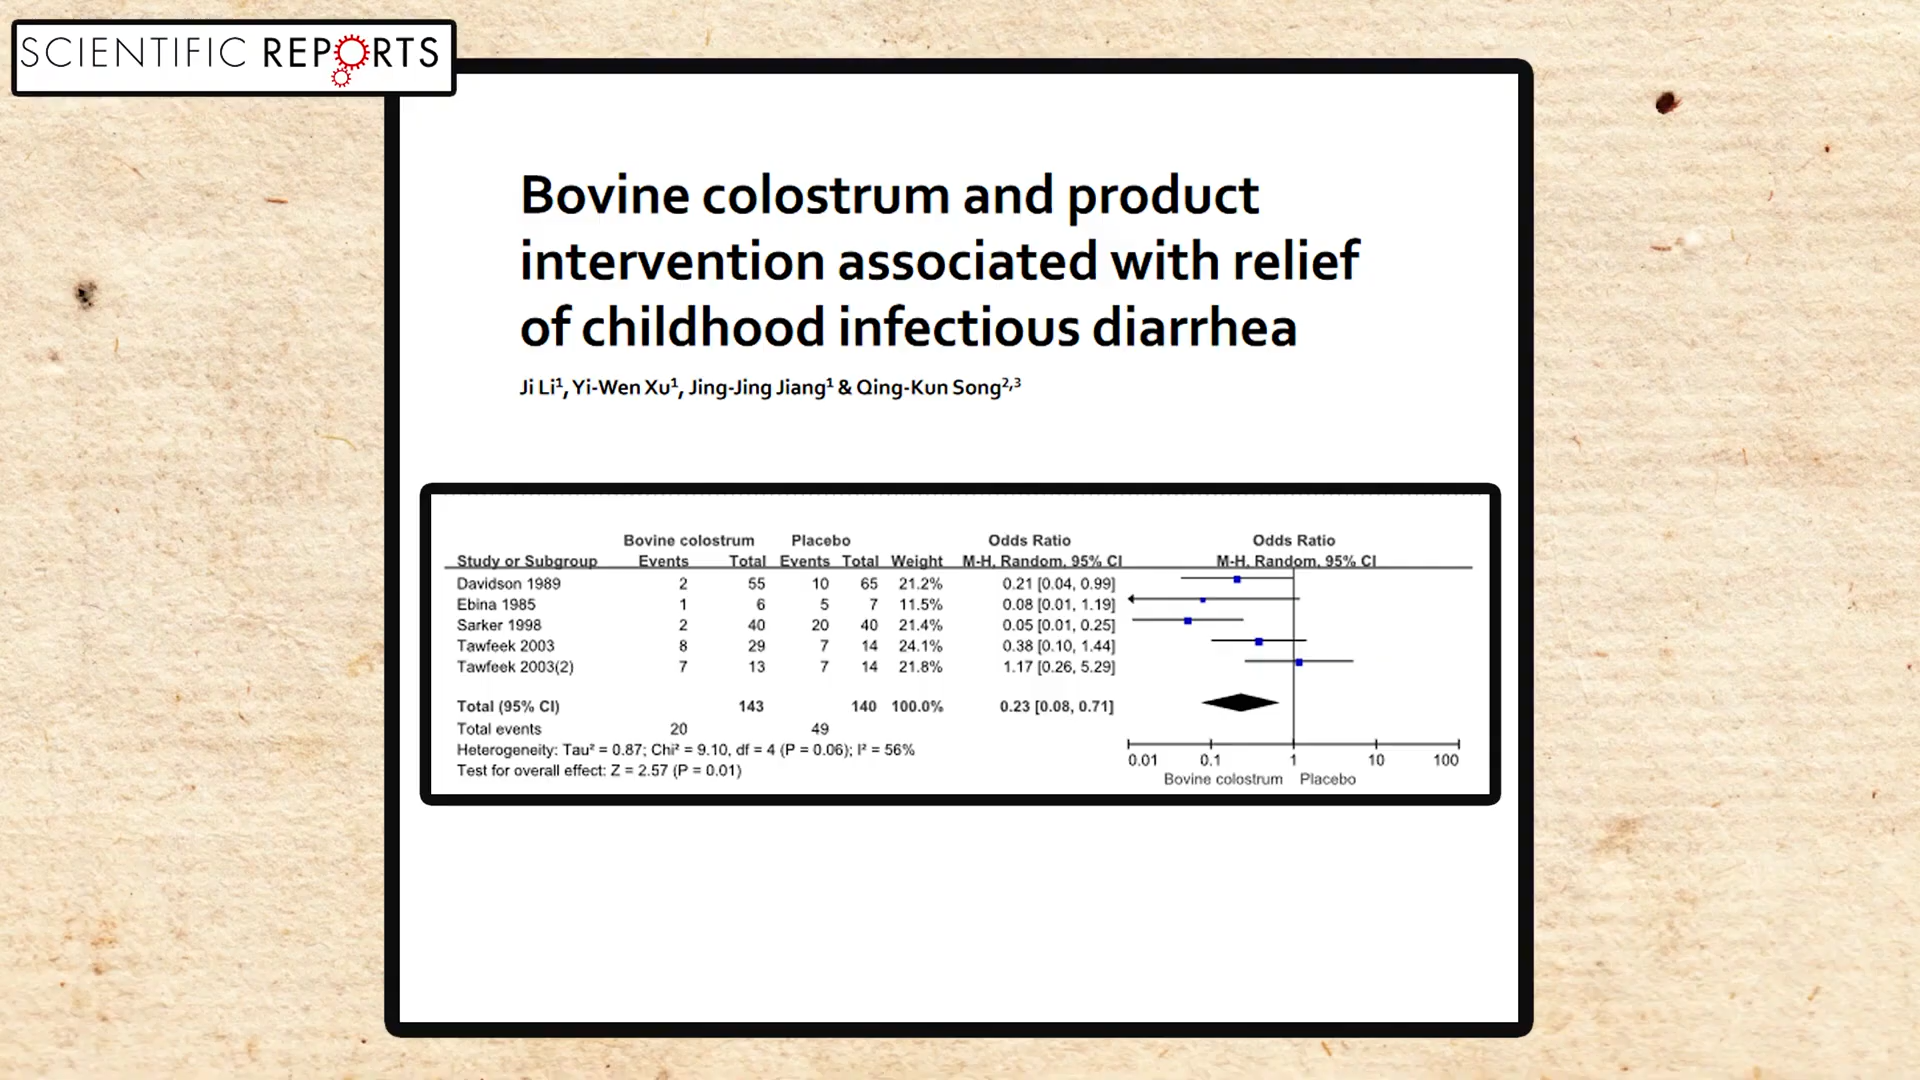 SCIENTIFIC REPORTS
Bovine colostrum and product
intervention associated with relief
of childhood infectious diarrhea
Ji Li¹, Yi-Wen Xu¹, Jing-Jing Jiang¹ & Qing-Kun Song²,³
Bovine colostrum Placebo Odds Ratio Odds Ratio
Study or Subgroup Events Total Events Total Weight M-H, Random, 95% CI M-H, Random, 95% CI
Davidson 1989 2 55 10 65 21.2% 0.21 [0.04, 0.99]
Ebina 1985 1 6 5 7 11.5% 0.08 [0.01, 1.19]
Sarker 1998 2 40 20 40 21.4% 0.05 [0.01, 0.25]
Tawfeek 2003 8 29 7 14 24.1% 0.38 [0.10, 1.44]
Tawfeek 2003(2) 7 13 7 14 21.8% 1.17 [0.26, 5.29]
Total (95% CI) 143 140 100.0% 0.23 [0.08, 0.71]
Total events 20 49
Heterogeneity: Tau² = 0.87; Chi² = 9.10, df = 4 (P = 0.06); I² = 56%
Test for overall effect: Z = 2.57 (P = 0.01)
0.01 0.1 1 10 100
Bovine colostrum Placebo